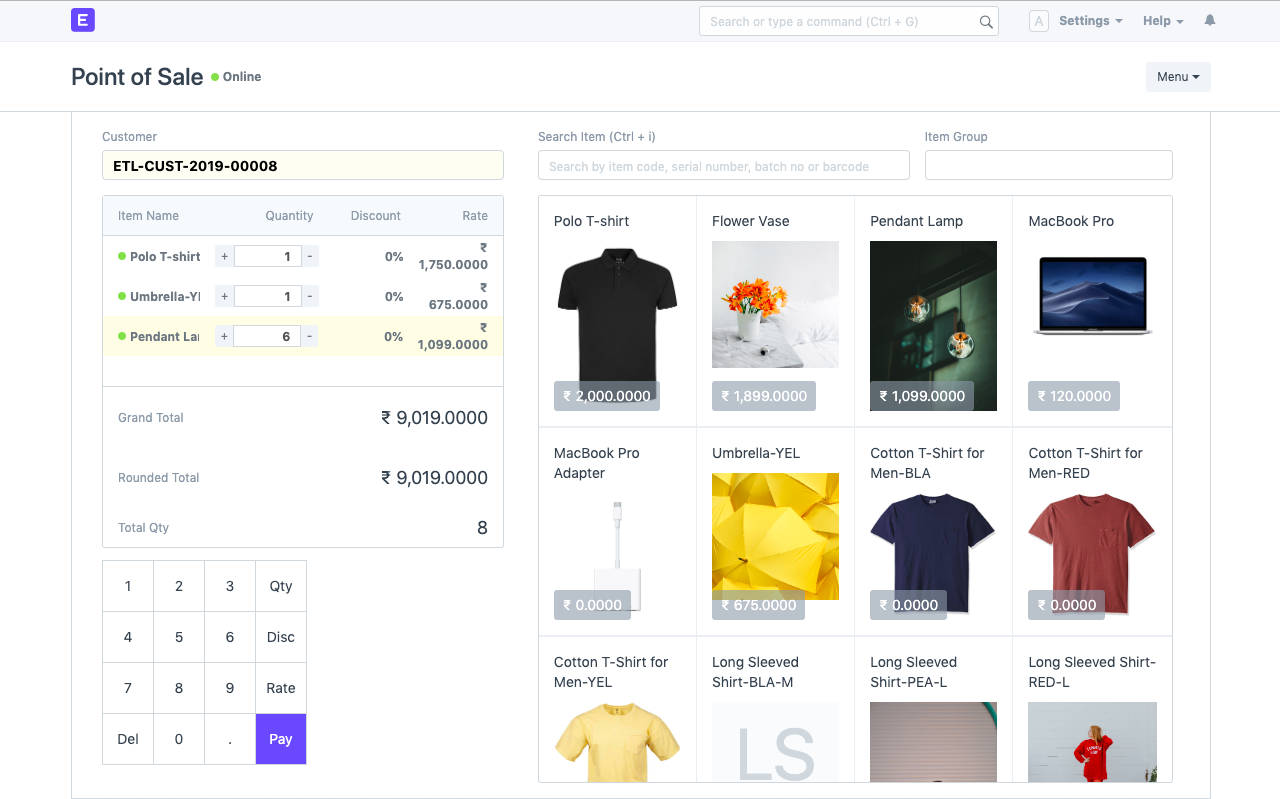 E
Search or type a command (Ctrl + G)
A Settings Help
Point of Sale Online
Menu
Customer
ETL-CUST-2019-00008
Item Name Quantity Discount Rate
Polo T-shirt + 1 - 0% ₹ 1,750.0000
Umbrella-YI + 1 - 0% ₹ 675.0000
Pendant Lar + 6 - 0% ₹ 1,099.0000
Grand Total ₹ 9,019.0000
Rounded Total ₹ 9,019.0000
Total Qty 8
1 2 3 Qty
4 5 6 Disc
7 8 9 Rate
Del 0 . Pay
Search Item (Ctrl + i)
Search by item code, serial number, batch no or barcode
Item Group
Polo T-shirt
₹ 2,000.0000
Flower Vase
₹ 1,899.0000
Pendant Lamp
₹ 1,099.0000
MacBook Pro
₹ 120.0000
MacBook Pro
Adapter
₹ 0.0000
Umbrella-YEL
₹ 675.0000
Cotton T-Shirt for
Men-BLA
₹ 0.0000
Cotton T-Shirt for
Men-RED
₹ 0.0000
Cotton T-Shirt for
Men-YEL
Long Sleeved
Shirt-BLA-M
LS
Long Sleeved
Shirt-PEA-L
Long Sleeved Shirt-
RED-L